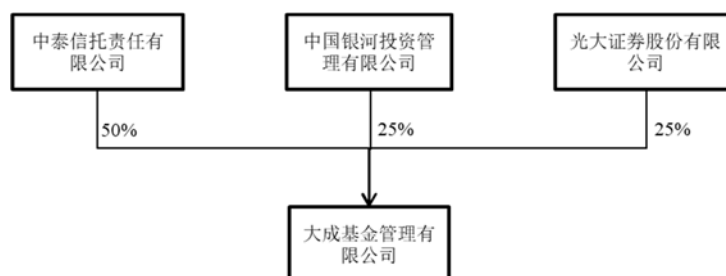 中泰信托责任有
限公司
中国银河投资管
理有限公司
光大证券股份有限
公司
50%
25%
25%
大成基金管理有
限公司